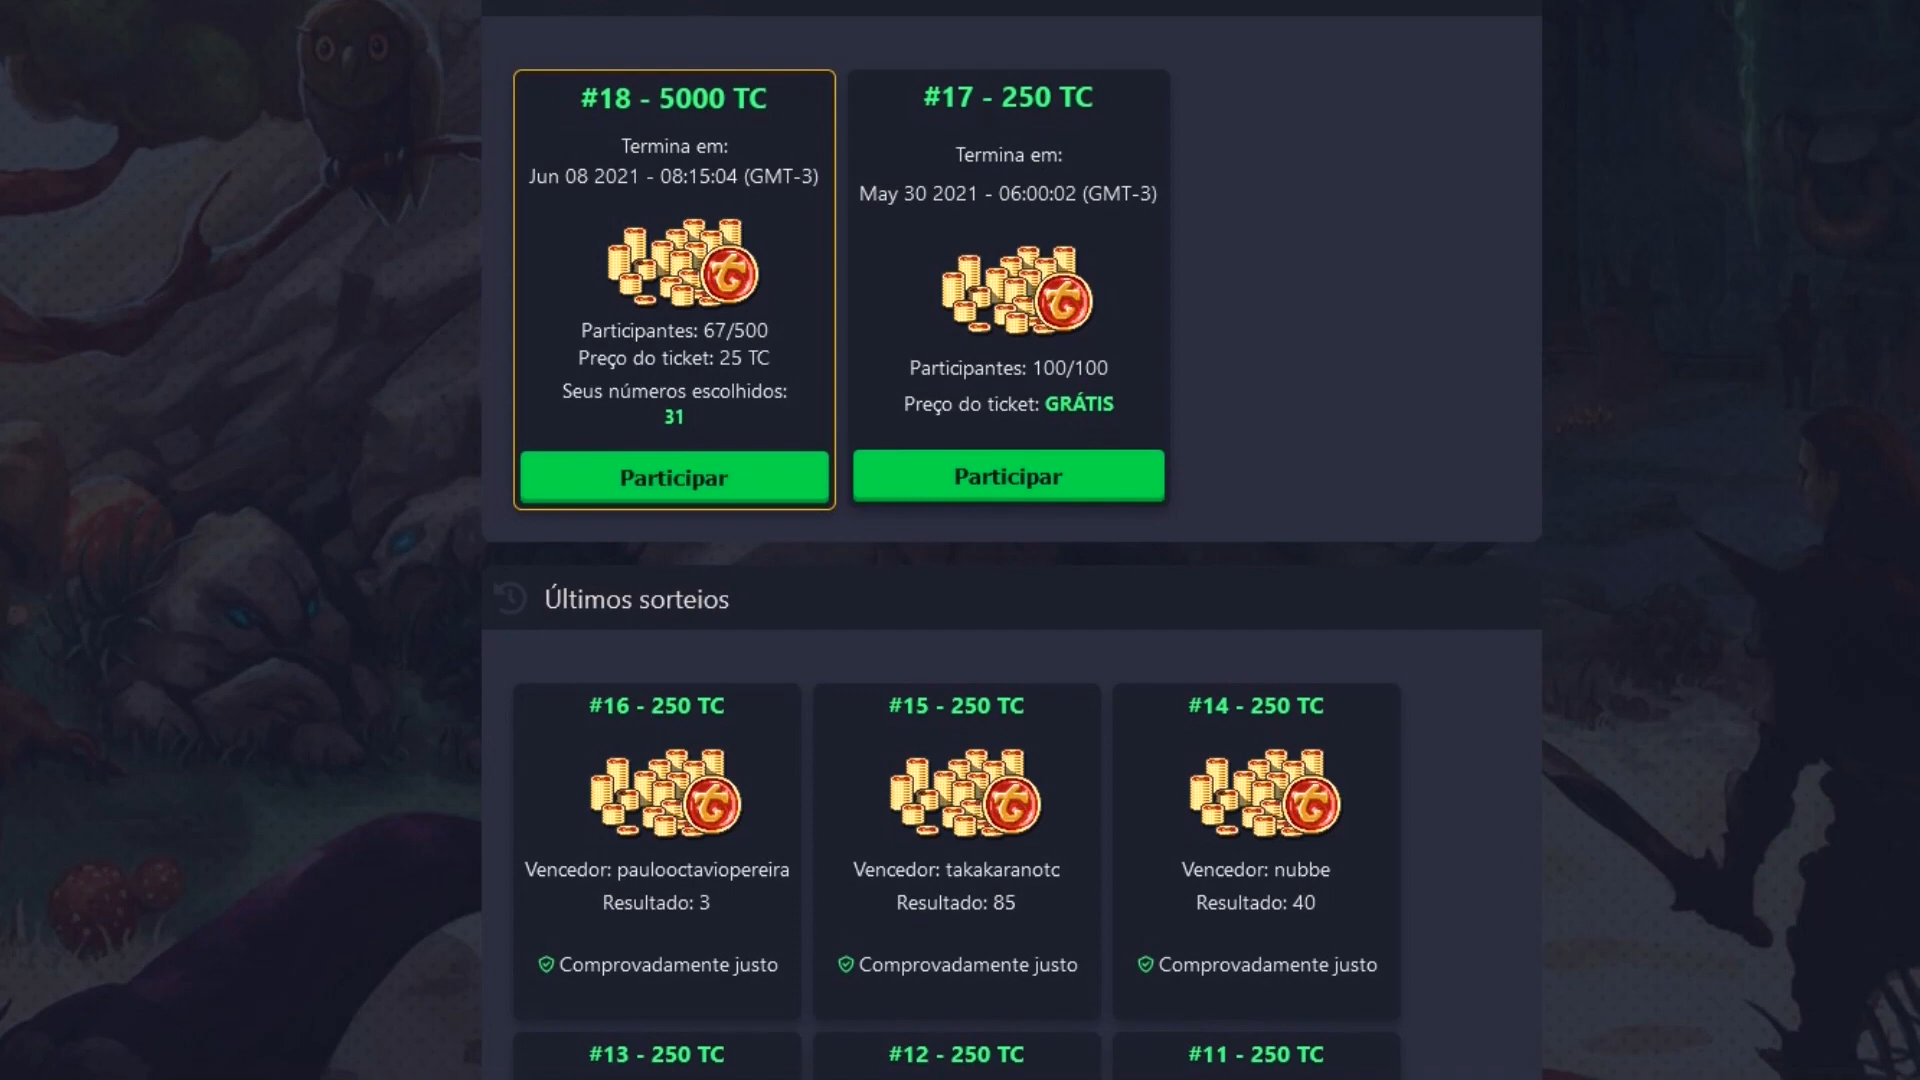 #18 - 5000 TC
Termina em:
Jun 08 2021 - 08:15:04 (GMT-3)
Participantes: 67/500
Preço do ticket: 25 TC
Seus números escolhidos:
31
Participar
#17 - 250 TC
Termina em:
May 30 2021 - 06:00:02 (GMT-3)
Participantes: 100/100
Preço do ticket: GRÁTIS
Participar
Últimos sorteios
#16 - 250 TC
Vencedor: paulooctaviopereira
Resultado: 3
Comprovadamente justo
#15 - 250 TC
Vencedor: takakaranotc
Resultado: 85
Comprovadamente justo
#14 - 250 TC
Vencedor: nubbe
Resultado: 40
Comprovadamente justo
#13 - 250 TC
#12 - 250 TC
#11 - 250 TC